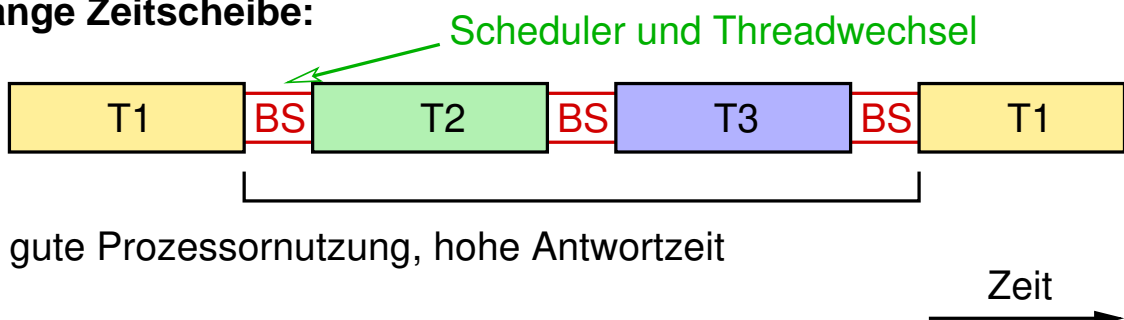 ange Zeitscheibe:
Scheduler und Threadwechsel
T1 BS T2 BS T3 BS T1
gute Prozessornutzung, hohe Antwortzeit
Zeit